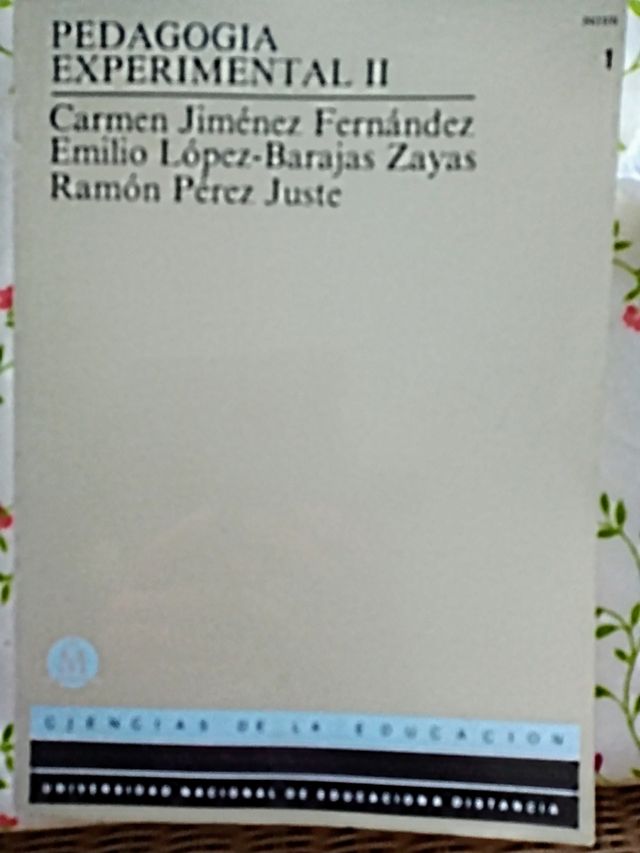 PEDAGOGIA
EXPERIMENTAL II
1
Carmen Jiménez Fernández
Emilio López-Barajas Zayas
Ramón Pérez Juste
CIENCIAS DE LA EDUCACION
UNIVERSIDAD NACIONAL DE EDUCACION A DISTANCIA